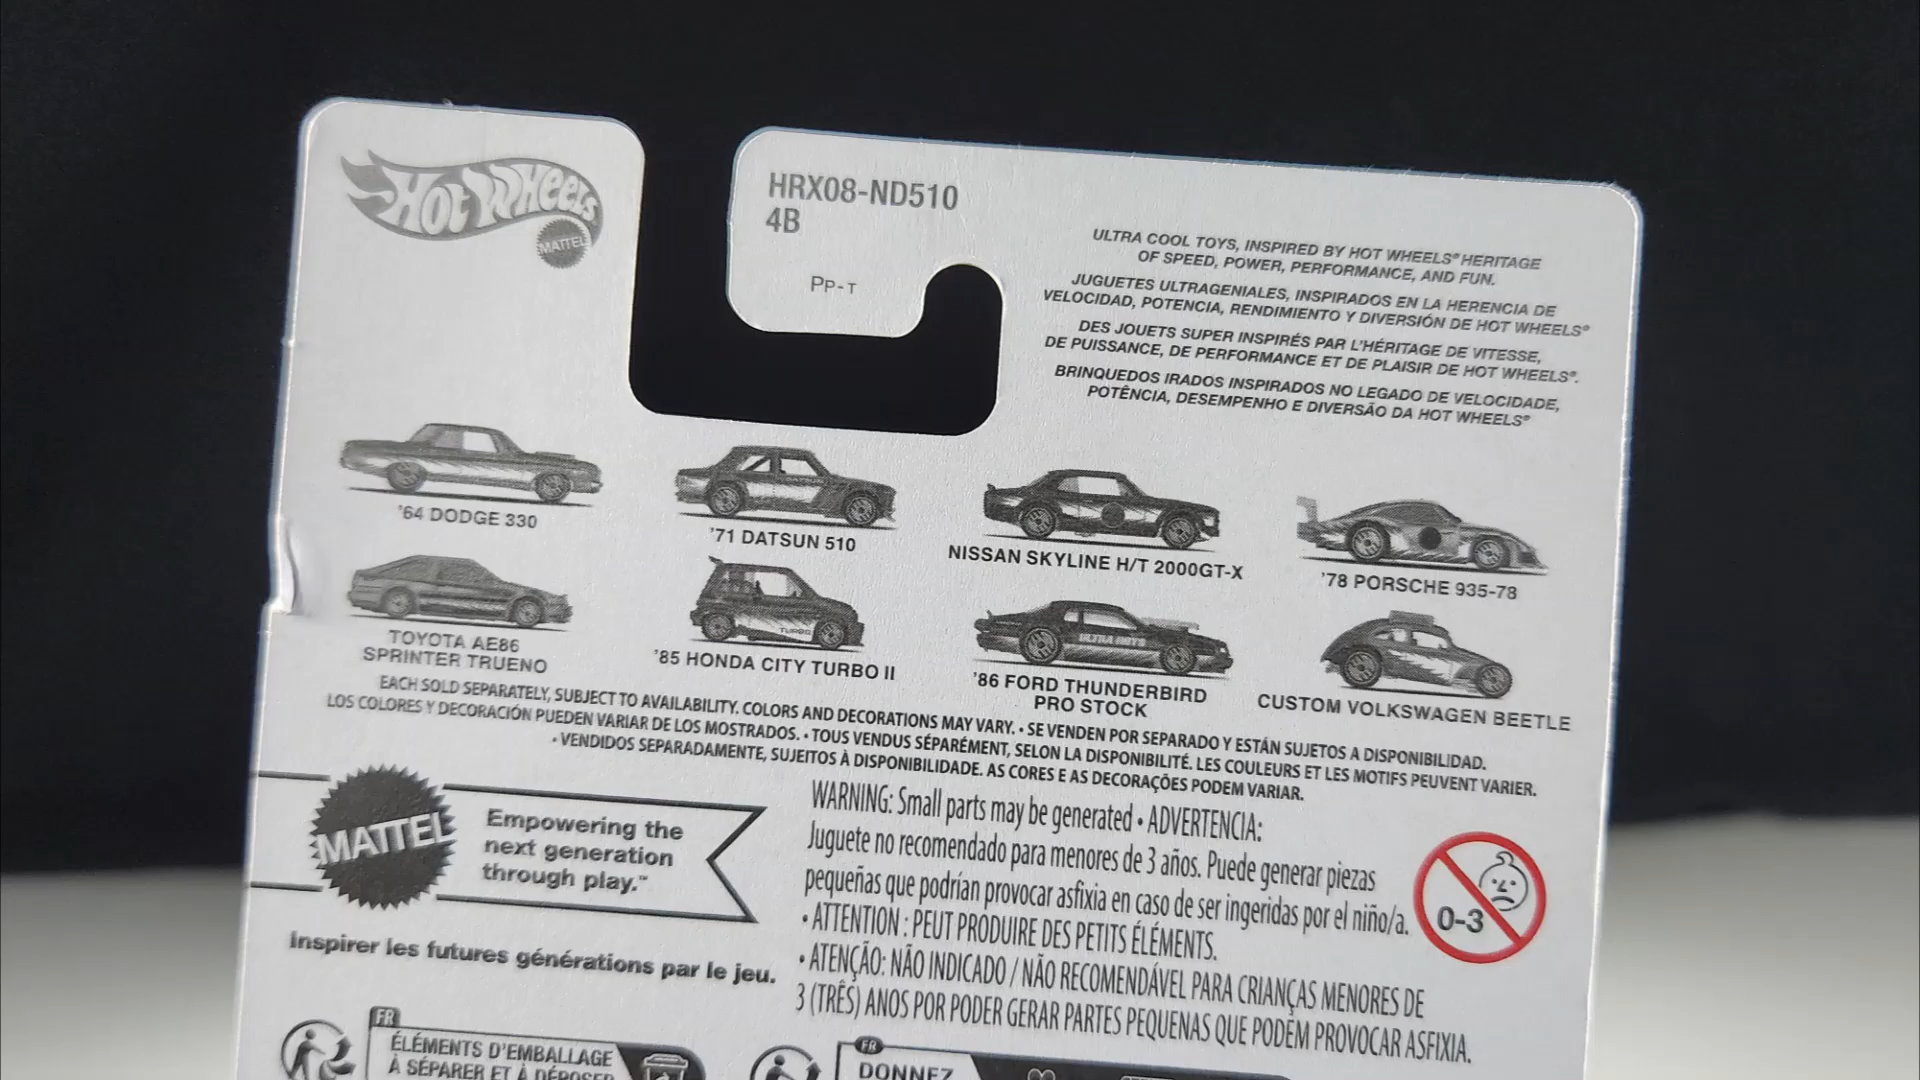 Hot Wheels
MATTEL
HRX08-ND510
4B
PP-T
ULTRA COOL TOYS, INSPIRED BY HOT WHEELS® HERITAGE
OF SPEED, POWER, PERFORMANCE, AND FUN.
JUGUETES ULTRAGENIALES, INSPIRADOS EN LA HERENCIA DE
VELOCIDAD, POTENCIA, RENDIMIENTO Y DIVERSIÓN DE HOT WHEELS®
DES JOUETS SUPER INSPIRÉS PAR L'HÉRITAGE DE VITESSE,
DE PUISSANCE, DE PERFORMANCE ET DE PLAISIR DE HOT WHEELS®.
BRINQUEDOS IRADOS INSPIRADOS NO LEGADO DE VELOCIDADE,
POTÊNCIA, DESEMPENHO E DIVERSÃO DA HOT WHEELS®
'64 DODGE 330
'71 DATSUN 510
NISSAN SKYLINE H/T 2000GT-X
'78 PORSCHE 935-78
TURBO
ULTRA HOTS
TOYOTA AE86
SPRINTER TRUENO
'85 HONDA CITY TURBO II
'86 FORD THUNDERBIRD
PRO STOCK
CUSTOM VOLKSWAGEN BEETLE
EACH SOLD SEPARATELY, SUBJECT TO AVAILABILITY. COLORS AND DECORATIONS MAY VARY. • SE VENDEN POR SEPARADO Y ESTÁN SUJETOS A DISPONIBILIDAD.
LOS COLORES Y DECORACIÓN PUEDEN VARIAR DE LOS MOSTRADOS. • TOUS VENDUS SÉPARÉMENT, SELON LA DISPONIBILITÉ. LES COULEURS ET LES MOTIFS PEUVENT VARIER.
• VENDIDOS SEPARADAMENTE, SUJEITOS À DISPONIBILIDADE. AS CORES E AS DECORAÇÕES PODEM VARIAR.
MATTEL
Empowering the
next generation
through play.™
Inspirer les futures générations par le jeu.
WARNING: Small parts may be generated • ADVERTENCIA:
Juguete no recomendado para menores de 3 años. Puede generar piezas
pequeñas que podrían provocar asfixia en caso de ser ingeridas por el niño/a.
• ATTENTION : PEUT PRODUIRE DES PETITS ÉLÉMENTS.
• ATENÇÃO: NÃO INDICADO / NÃO RECOMENDÁVEL PARA CRIANÇAS MENORES DE
3 (TRÊS) ANOS POR PODER GERAR PARTES PEQUENAS QUE PODEM PROVOCAR ASFIXIA.
0-3
FR
ÉLÉMENTS D'EMBALLAGE
À SÉPARER ET À DÉPOSER
FR
DONNEZ